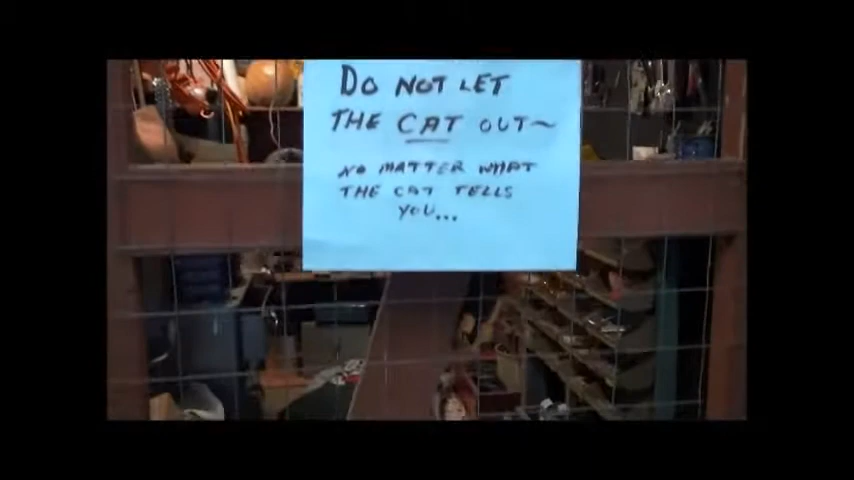 DO NOT LET
THE CAT OUT~
NO MATTER WHAT
THE CAT TELLS
YOU...